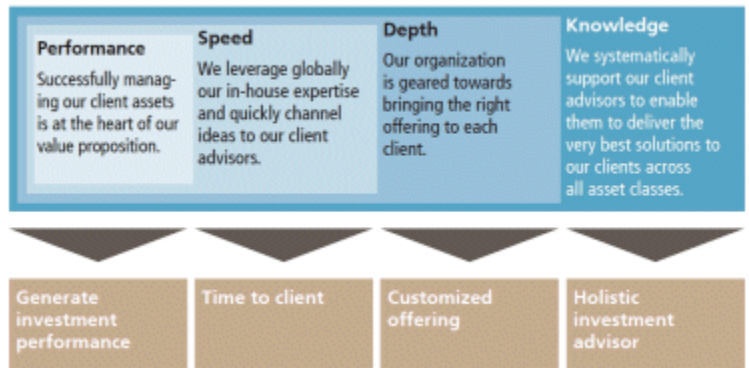 Performance
Successfully manag-
ing our client assets
is at the heart of our
value proposition.
Speed
We leverage globally
our in-house expertise
and quickly channel
ideas to our client
advisors.
Depth
Our organization
is geared towards
bringing the right
offering to each
client.
Knowledge
We systematically
support our client
advisors to enable
them to deliver the
very best solutions to
our clients across
all asset classes.
Generate
investment
performance
Time to client
Customized
offering
Holistic
investment
advisor